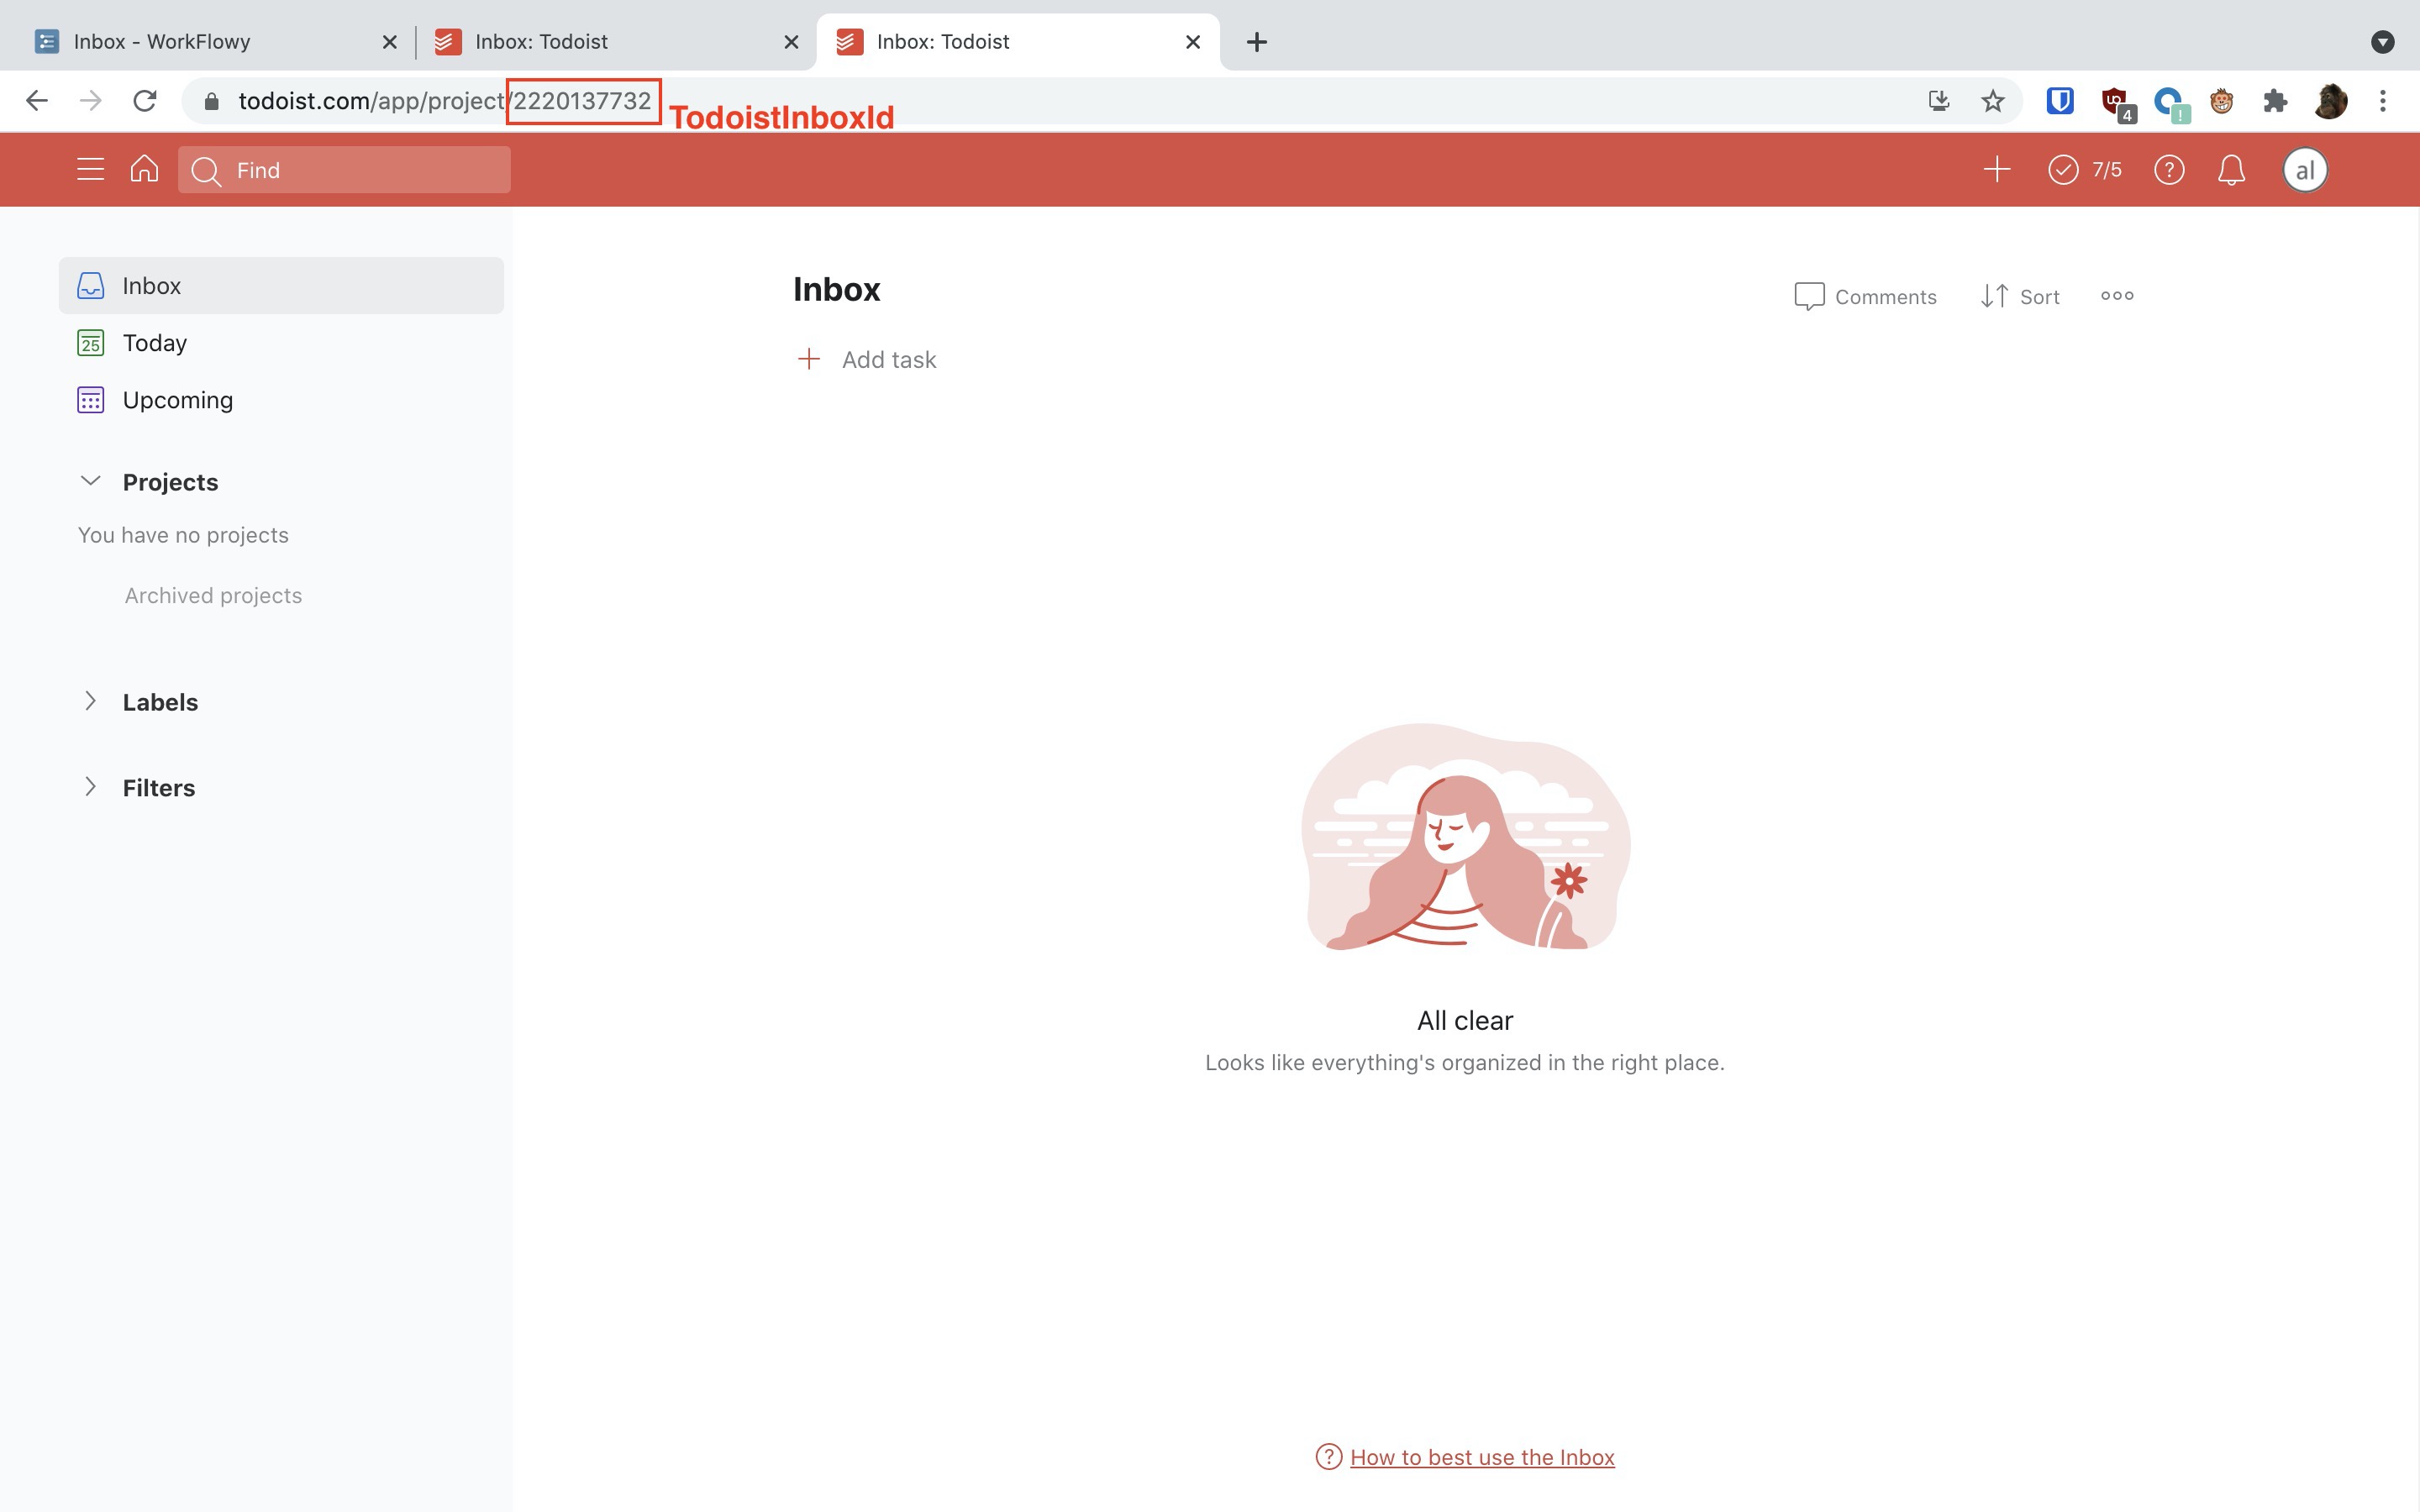 Inbox - WorkFlowy
Inbox: Todoist
Inbox: Todoist
todoist.com/app/project/2220137732
TodoistInboxId
4
!
Find
7/5
?
al
Inbox
25 Today
Upcoming
Projects
You have no projects
Archived projects
Labels
Filters
Inbox
Comments
Sort
Add task
All clear
Looks like everything's organized in the right place.
? How to best use the Inbox